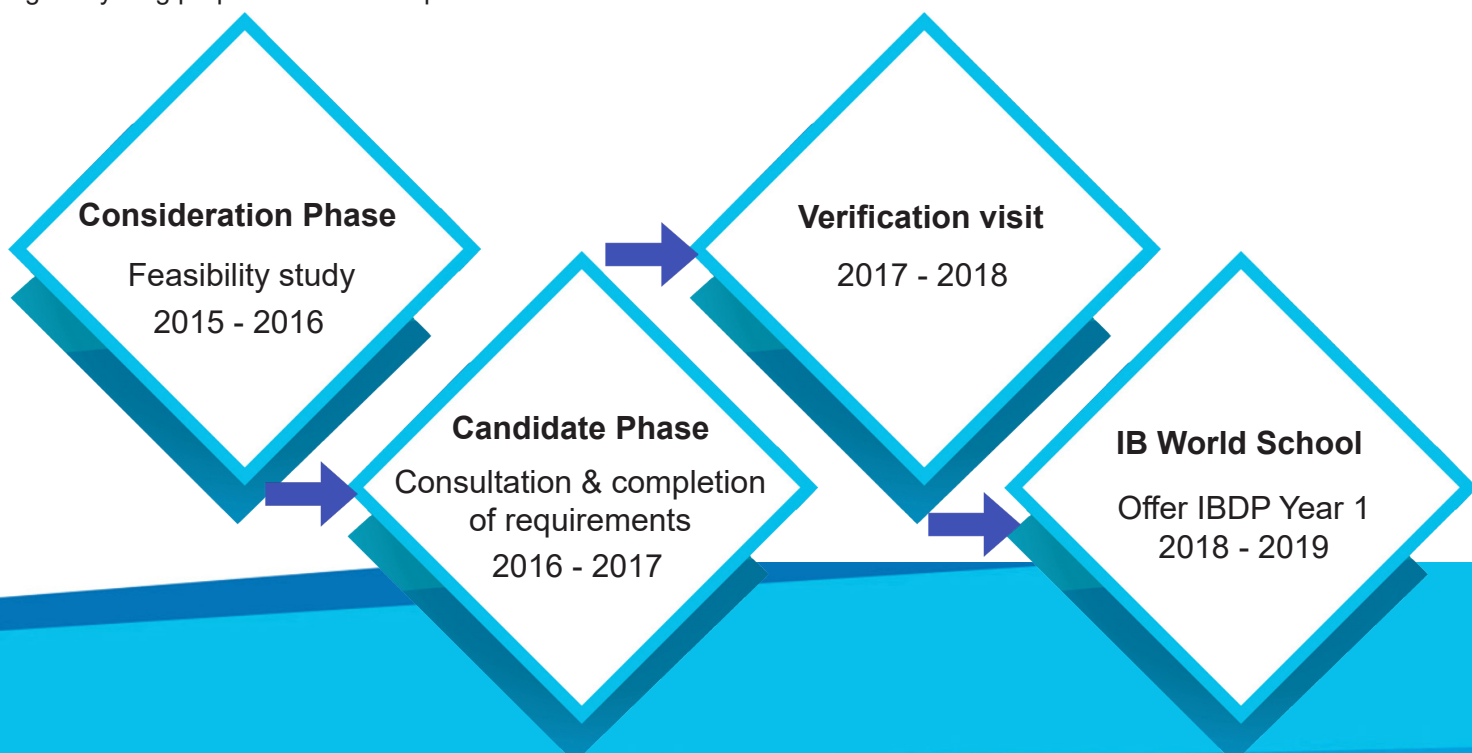 Consideration Phase
Feasibility study
2015 - 2016
Candidate Phase
Consultation & completion
of requirements
2016 - 2017
Verification visit
2017 - 2018
IB World School
Offer IBDP Year 1
2018 - 2019